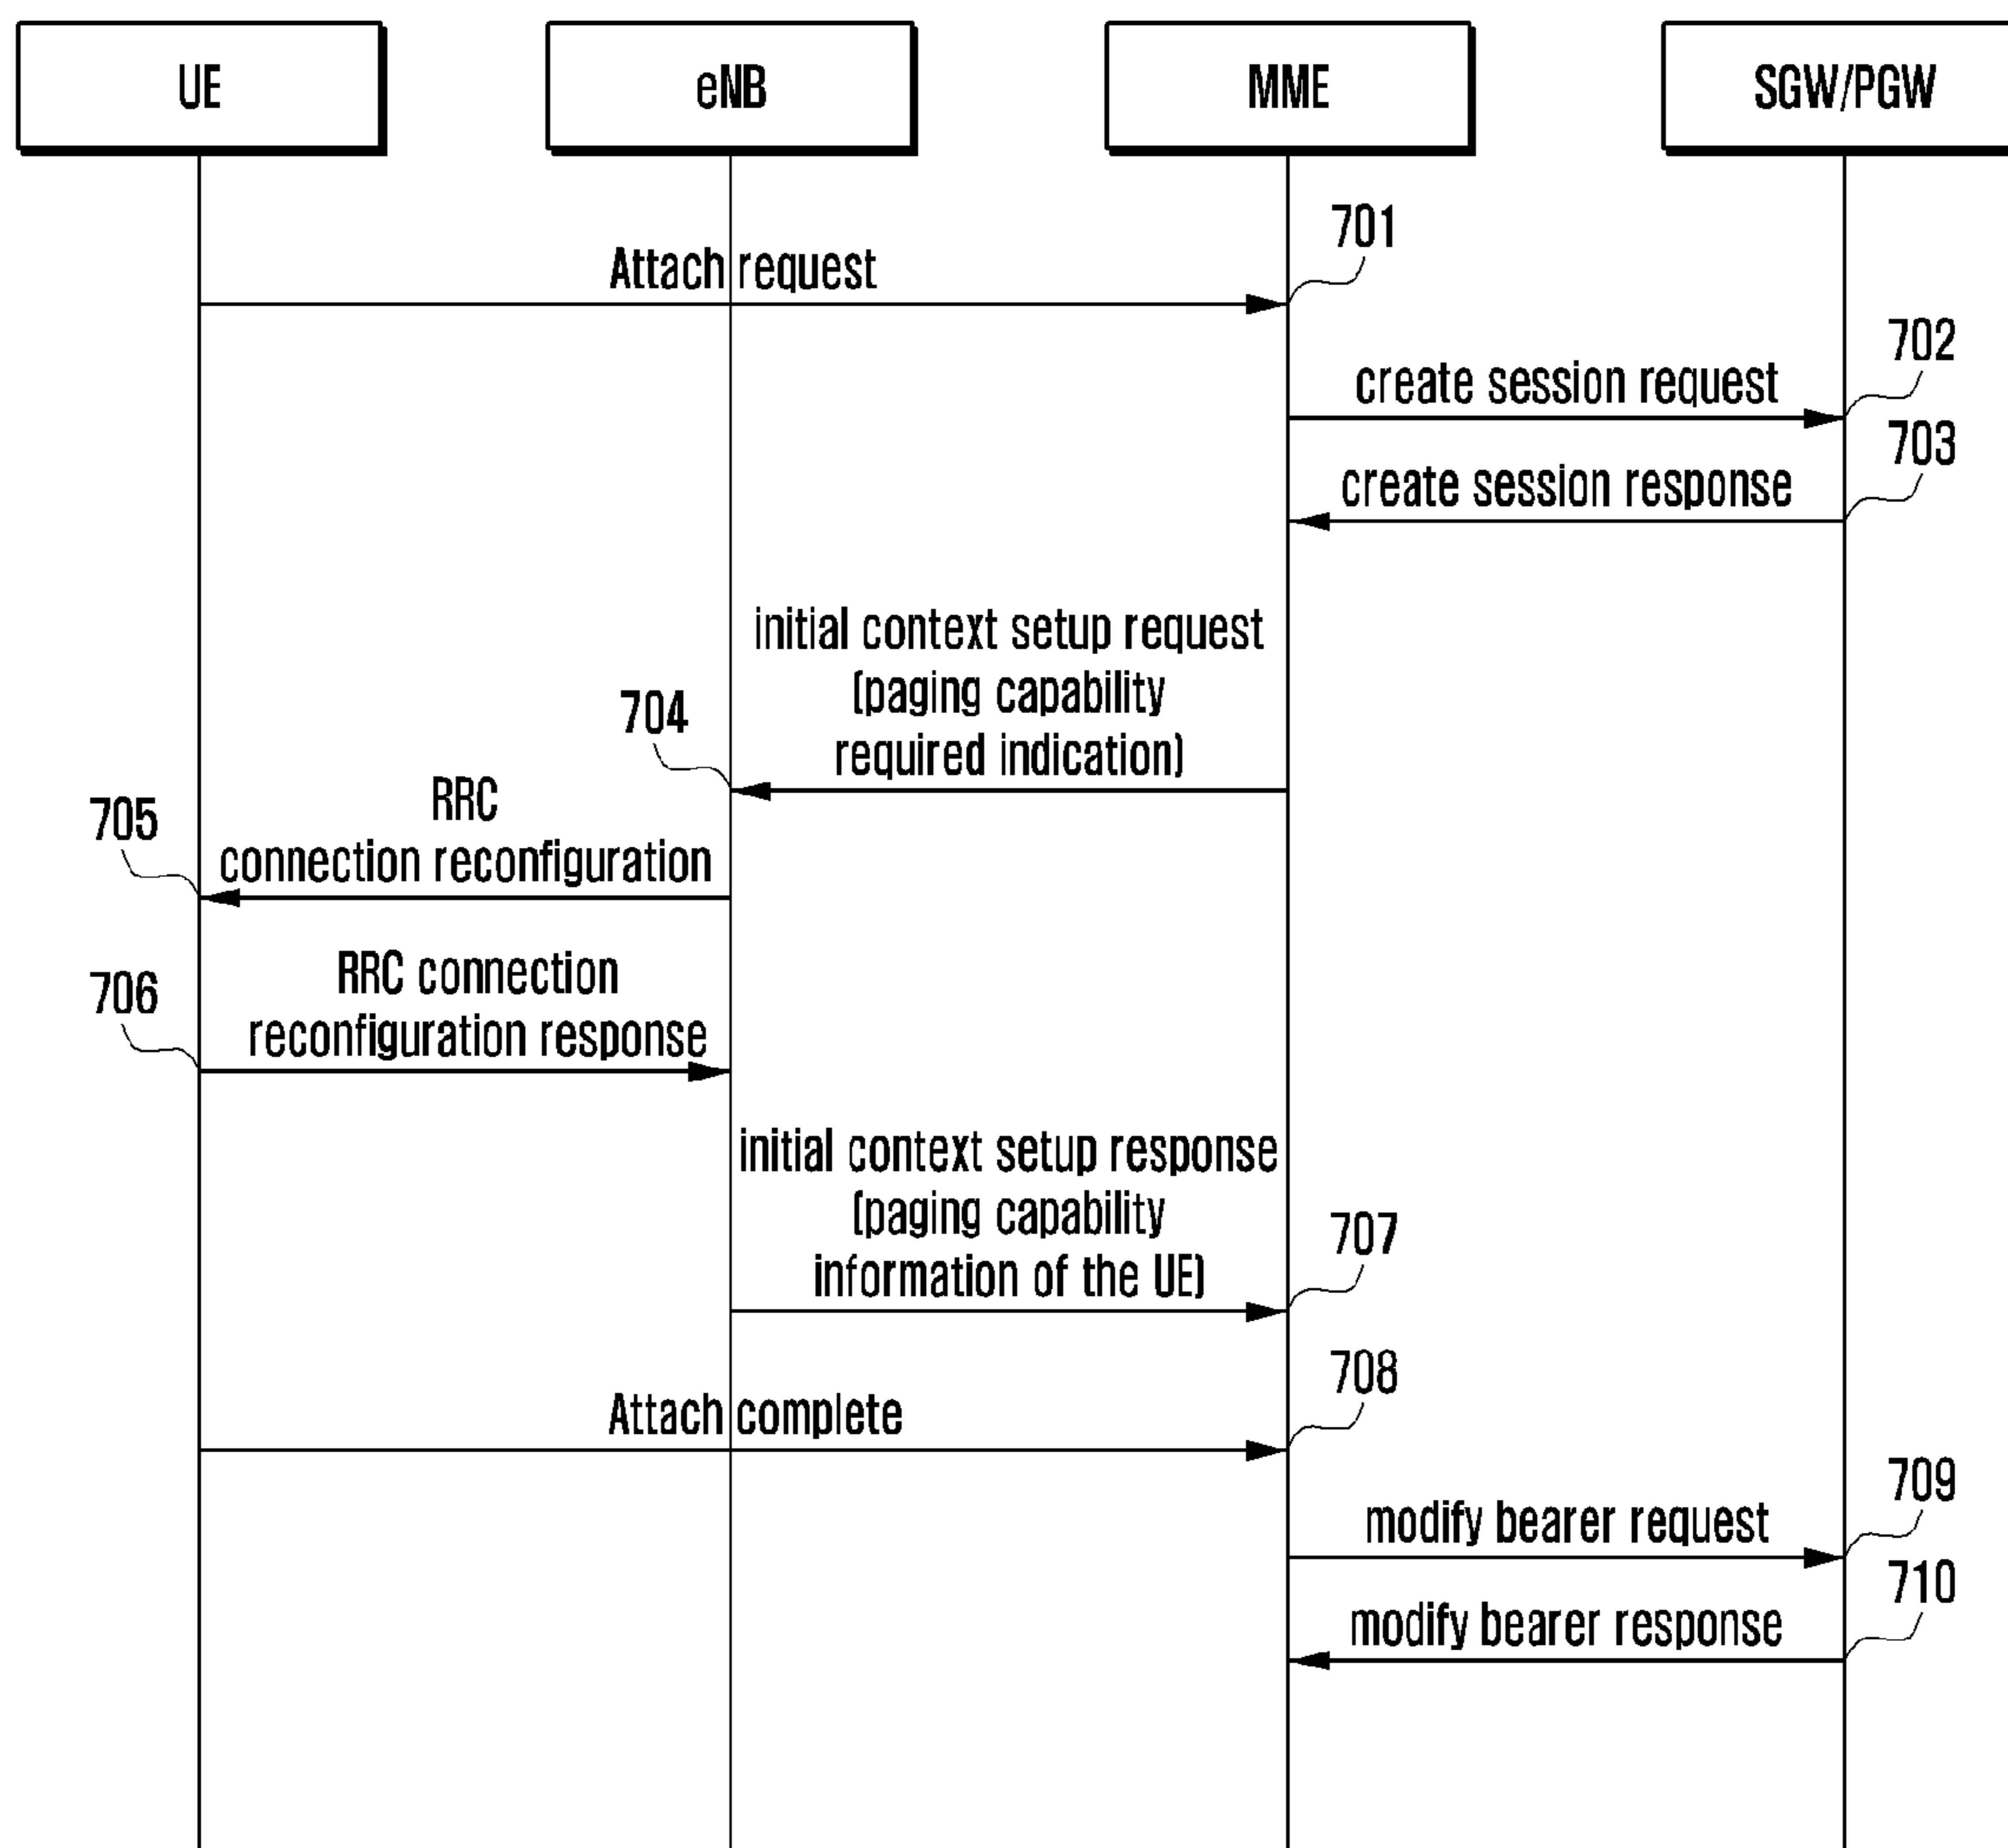 UE
eNB
MME
SGW/PGW
701
Attach request
702
create session request
703
create session response
initial context setup request
(paging capability
required indication)
704
RRC
connection reconfiguration
705
RRC connection
reconfiguration response
706
initial context setup response
(paging capability
information of the UE)
707
708
Attach complete
709
modify bearer request
710
modify bearer response